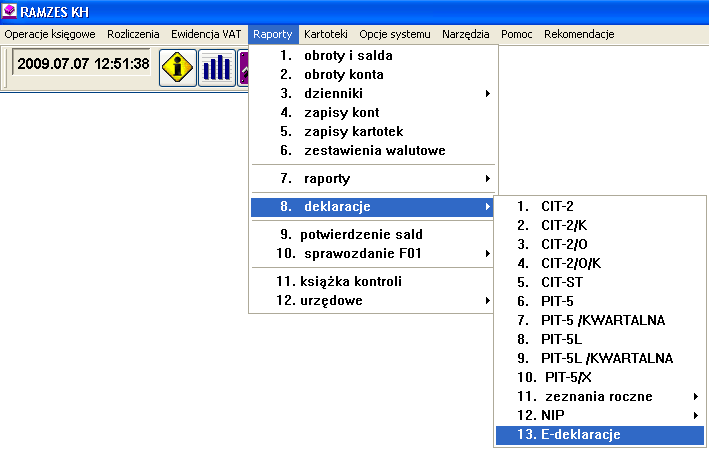 RAMZES KH
Operacje księgowe Rozliczenia Ewidencja VAT Raporty Kartoteki Opcje systemu Narzędzia Pomoc Rekomendacje
2009.07.07 12:51:38
1. obroty i salda
2. obroty konta
3. dzienniki
4. zapisy kont
5. zapisy kartotek
6. zestawienia walutowe
7. raporty
8. deklaracje
9. potwierdzenie sald
10. sprawozdanie F01
11. książka kontroli
12. urzędowe
1. CIT-2
2. CIT-2/K
3. CIT-2/O
4. CIT-2/O/K
5. CIT-ST
6. PIT-5
7. PIT-5 /KWARTALNA
8. PIT-5L
9. PIT-5L /KWARTALNA
10. PIT-5/X
11. zeznania roczne
12. NIP
13. E-deklaracje